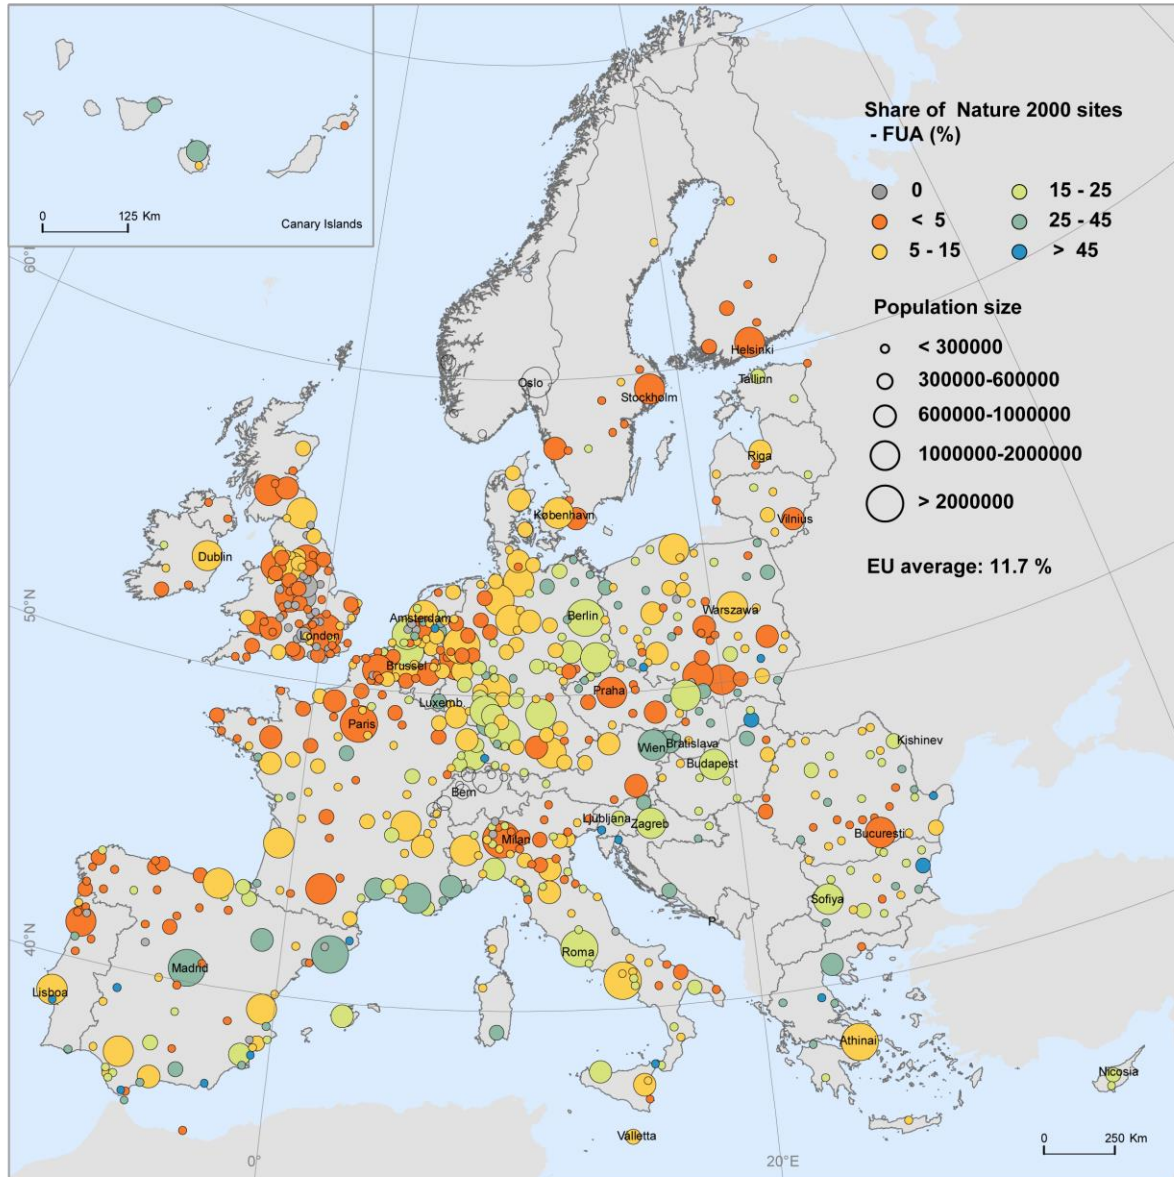 0 125 Km
Canary Islands
60°
50°N
40°N
0°
20°E
Share of Nature 2000 sites
- FUA (%)
0
< 5
5 - 15
15 - 25
25 - 45
> 45
Population size
< 300000
300000-600000
600000-1000000
1000000-2000000
> 2000000
EU average: 11.7 %
Helsinki
Oslo
Tallinn
Stockholm
Riga
København
Vilnius
Dublin
Amsterdam
Berlin
Warszawa
London
Brussel
Luxemb.
Praha
Paris
Wien
Bratislava
Kishinev
Budapest
Bern
Ljubljana
Zagreb
Milan
Bucuresti
Sofiya
P
Roma
Madrid
Lisboa
Athinai
Nicosia
Valletta
0 250 Km